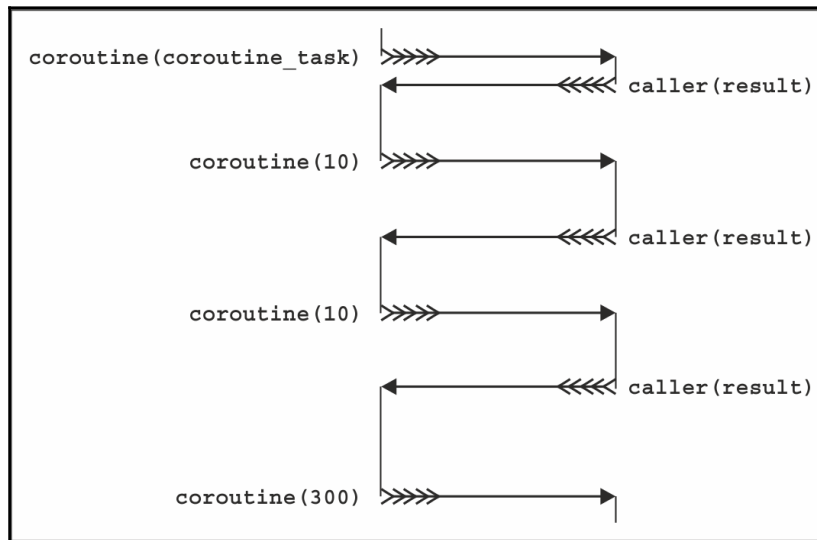 coroutine(coroutine_task)
caller(result)
coroutine(10)
caller(result)
coroutine(10)
caller(result)
coroutine(300)